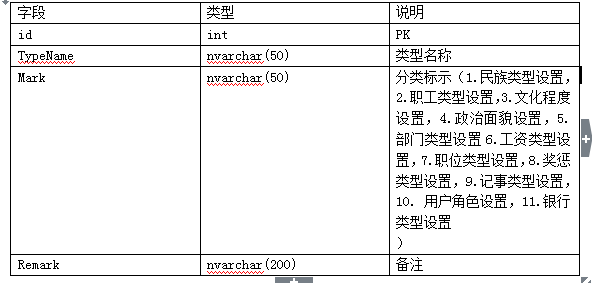 字段 类型 说明
id int PK
TypeName nvarchar(50) 类型名称
Mark nvarchar(50) 分类标示（1.民族类型设置，
2.职工类型设置,3.文化程度
设置，4.政治面貌设置，5.
部门类型设置 6.工资类型设
置,7.职位类型设置,8.奖惩
类型设置，9.记事类型设置，
10. 用户角色设置，11.银行
类型设置
）
Remark nvarchar(200) 备注